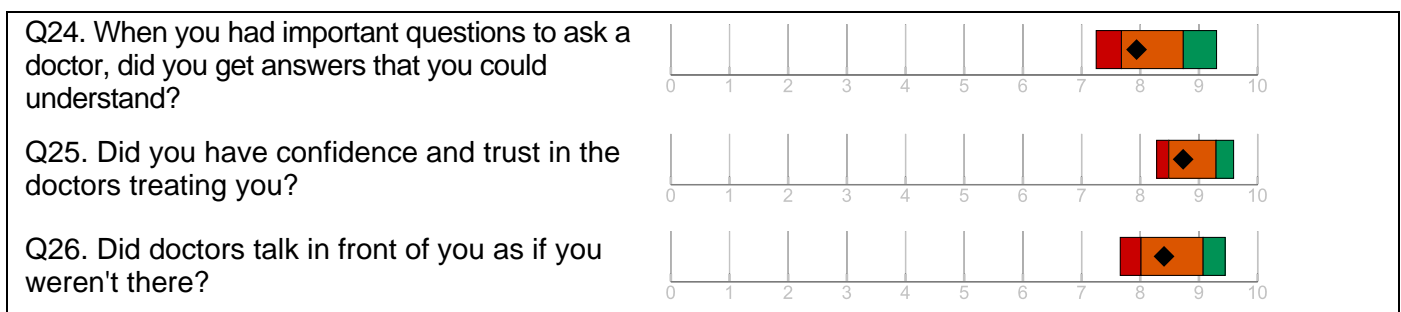 Q24. When you had important questions to ask a
doctor, did you get answers that you could
understand?
0 1 2 3 4 5 6 7 8 9 10
Q25. Did you have confidence and trust in the
doctors treating you?
0 1 2 3 4 5 6 7 8 9 10
Q26. Did doctors talk in front of you as if you
weren't there?
0 1 2 3 4 5 6 7 8 9 10